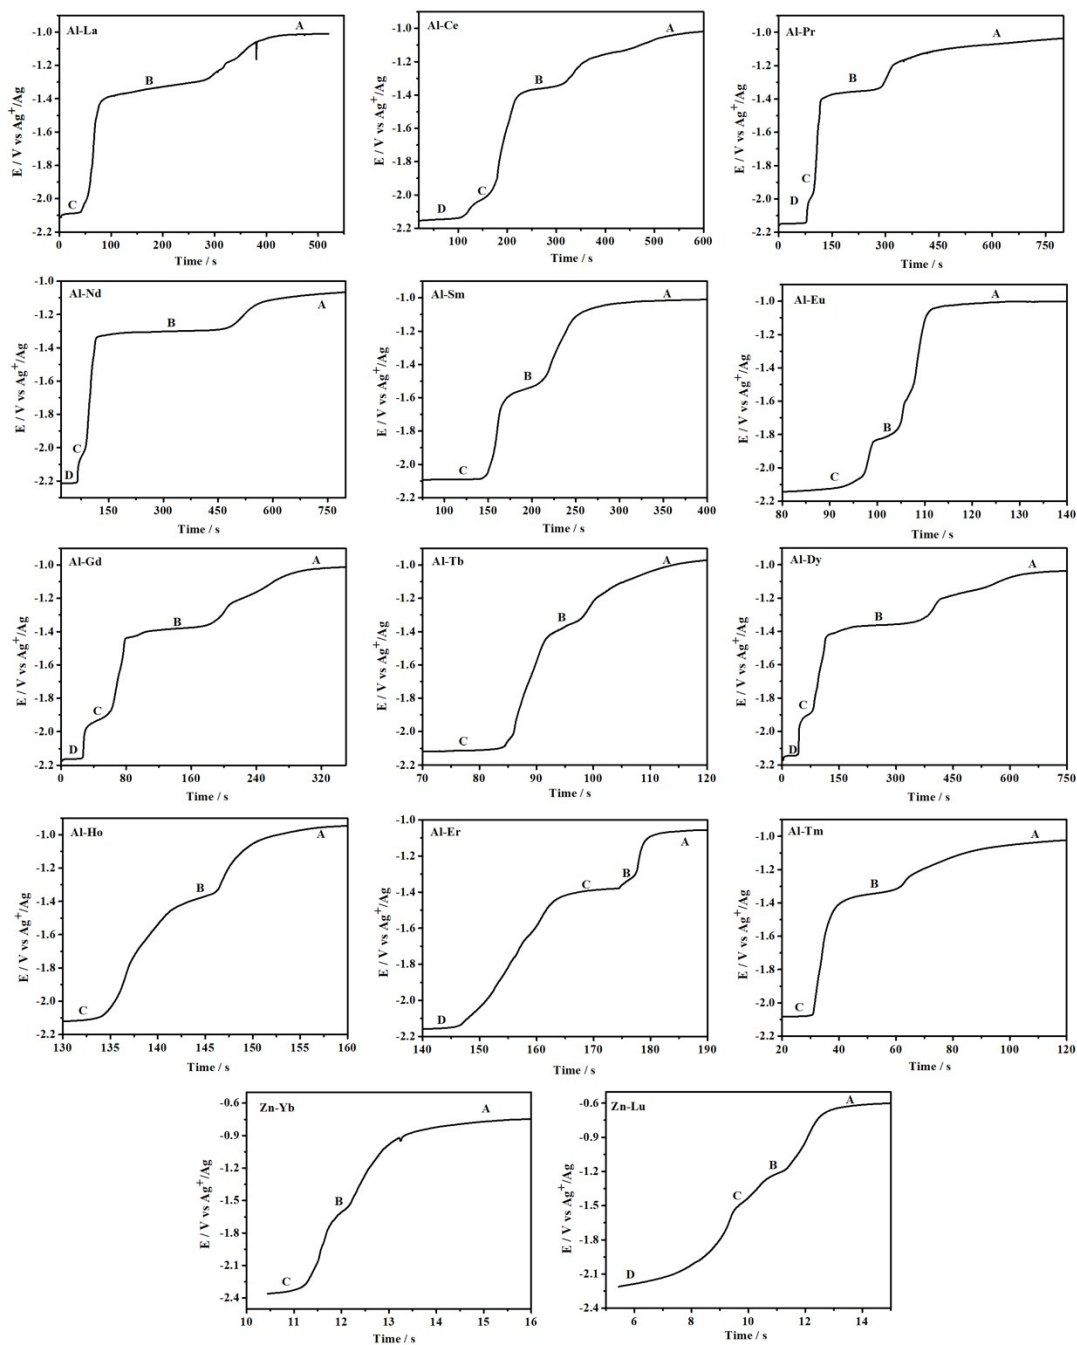 Al-La
A
B
C
E / V vs Ag+/Ag
-1.0
-1.2
-1.4
-1.6
-1.8
-2.0
-2.2
0 100 200 300 400 500
Time / s
Al-Ce
A
B
C
D
E / V vs Ag+/Ag
-1.0
-1.2
-1.4
-1.6
-1.8
-2.0
-2.2
100 200 300 400 500 600
Time / s
Al-Pr
A
B
C
D
E / V vs Ag+/Ag
-1.0
-1.2
-1.4
-1.6
-1.8
-2.0
-2.2
0 150 300 450 600 750
Time / s
Al-Nd
A
B
C
D
E / V vs Ag+/Ag
-1.0
-1.2
-1.4
-1.6
-1.8
-2.0
-2.2
150 300 450 600 750
Time / s
Al-Sm
A
B
C
E / V vs Ag+/Ag
-1.0
-1.2
-1.4
-1.6
-1.8
-2.0
-2.2
100 150 200 250 300 350 400
Time / s
Al-Eu
A
B
C
E / V vs Ag+/Ag
-1.0
-1.2
-1.4
-1.6
-1.8
-2.0
-2.2
80 90 100 110 120 130 140
Time / s
Al-Gd
A
B
C
D
E / V vs Ag+/Ag
-1.0
-1.2
-1.4
-1.6
-1.8
-2.0
-2.2
0 80 160 240 320
Time / s
Al-Tb
A
B
C
E / V vs Ag+/Ag
-1.0
-1.2
-1.4
-1.6
-1.8
-2.0
-2.2
70 80 90 100 110 120
Time / s
Al-Dy
A
B
C
D
E / V vs Ag+/Ag
-1.0
-1.2
-1.4
-1.6
-1.8
-2.0
-2.2
0 150 300 450 600 750
Time / s
Al-Ho
A
B
C
E / V vs Ag+/Ag
-1.0
-1.2
-1.4
-1.6
-1.8
-2.0
-2.2
130 135 140 145 150 155 160
Time / s
Al-Er
A
B
C
D
E / V vs Ag+/Ag
-1.0
-1.2
-1.4
-1.6
-1.8
-2.0
-2.2
140 150 160 170 180 190
Time / s
Al-Tm
A
B
C
E / V vs Ag+/Ag
-1.0
-1.2
-1.4
-1.6
-1.8
-2.0
-2.2
20 40 60 80 100 120
Time / s
Zn-Yb
A
B
C
E / V vs Ag+/Ag
-0.6
-0.9
-1.2
-1.5
-1.8
-2.1
-2.4
10 11 12 13 14 15 16
Time / s
Zn-Lu
A
B
C
D
E / V vs Ag+/Ag
-0.6
-0.9
-1.2
-1.5
-1.8
-2.1
-2.4
6 8 10 12 14
Time / s